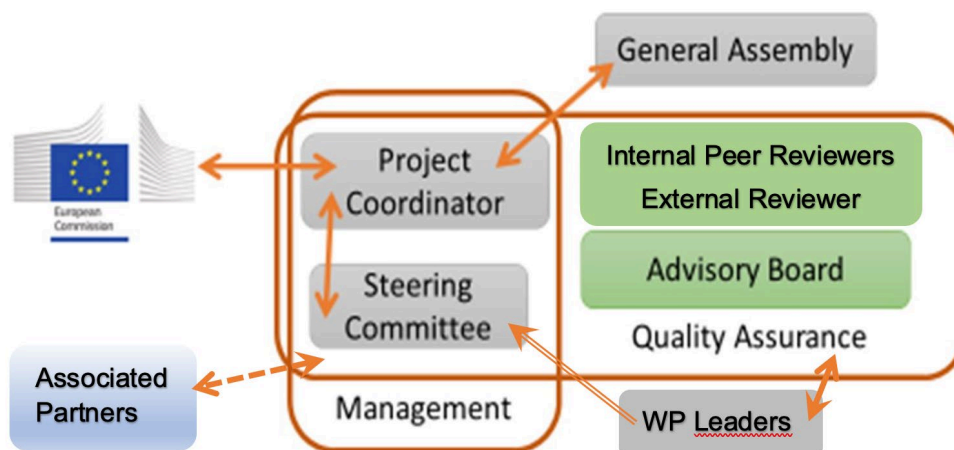 General Assembly
European
Commission
Project
Coordinator
Internal Peer Reviewers
External Reviewer
Advisory Board
Steering
Committee
Quality Assurance
Associated
Partners
Management
WP Leaders